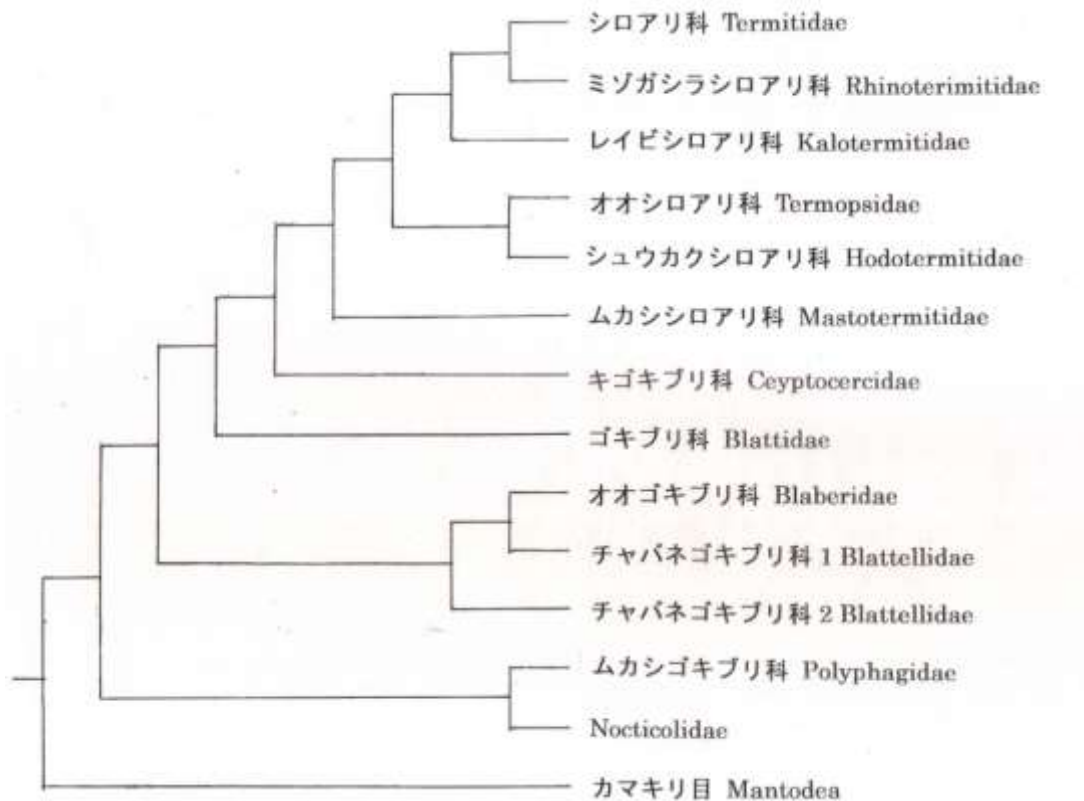 シロアリ科 Termitidae
ミゾガシラシロアリ科 Rhinoterimitidae
レイビシロアリ科 Kalotermitidae
オオシロアリ科 Termopsidae
シュウカクシロアリ科 Hodotermitidae
ムカシシロアリ科 Mastotermitidae
キゴキブリ科 Ceyptocercidae
ゴキブリ科 Blattidae
オオゴキブリ科 Blaberidae
チャバネゴキブリ科 1 Blattellidae
チャバネゴキブリ科 2 Blattellidae
ムカシゴキブリ科 Polyphagidae
Nocticolidae
カマキリ目 Mantodea